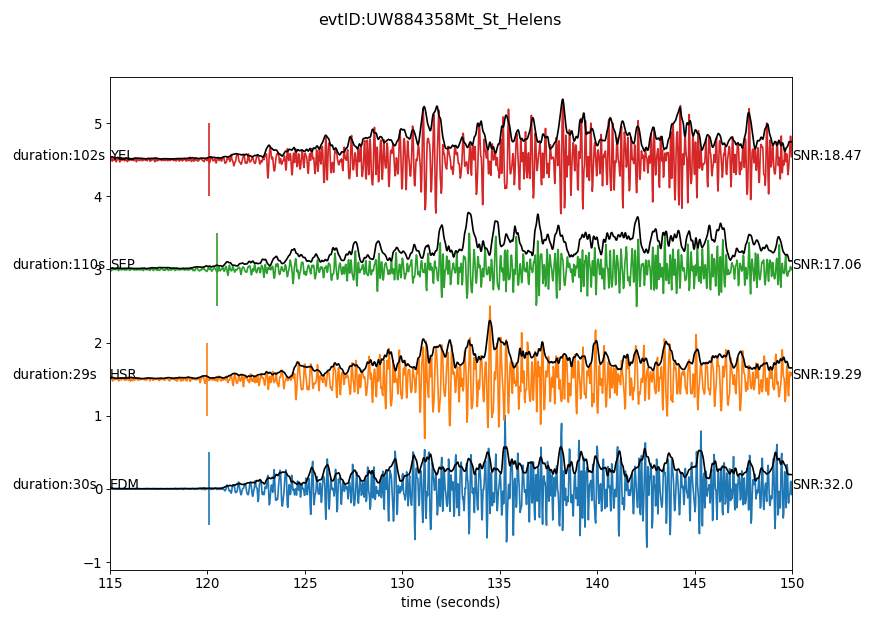 evtID:UW884358Mt_St_Helens
5
duration:102s YEL SNR:18.47
4
duration:110s 3 SEP SNR:17.06
2
duration:29s HSR SNR:19.29
1
duration:30s 0 EDM SNR:32.0
−1
115 120 125 130 135 140 145 150
time (seconds)